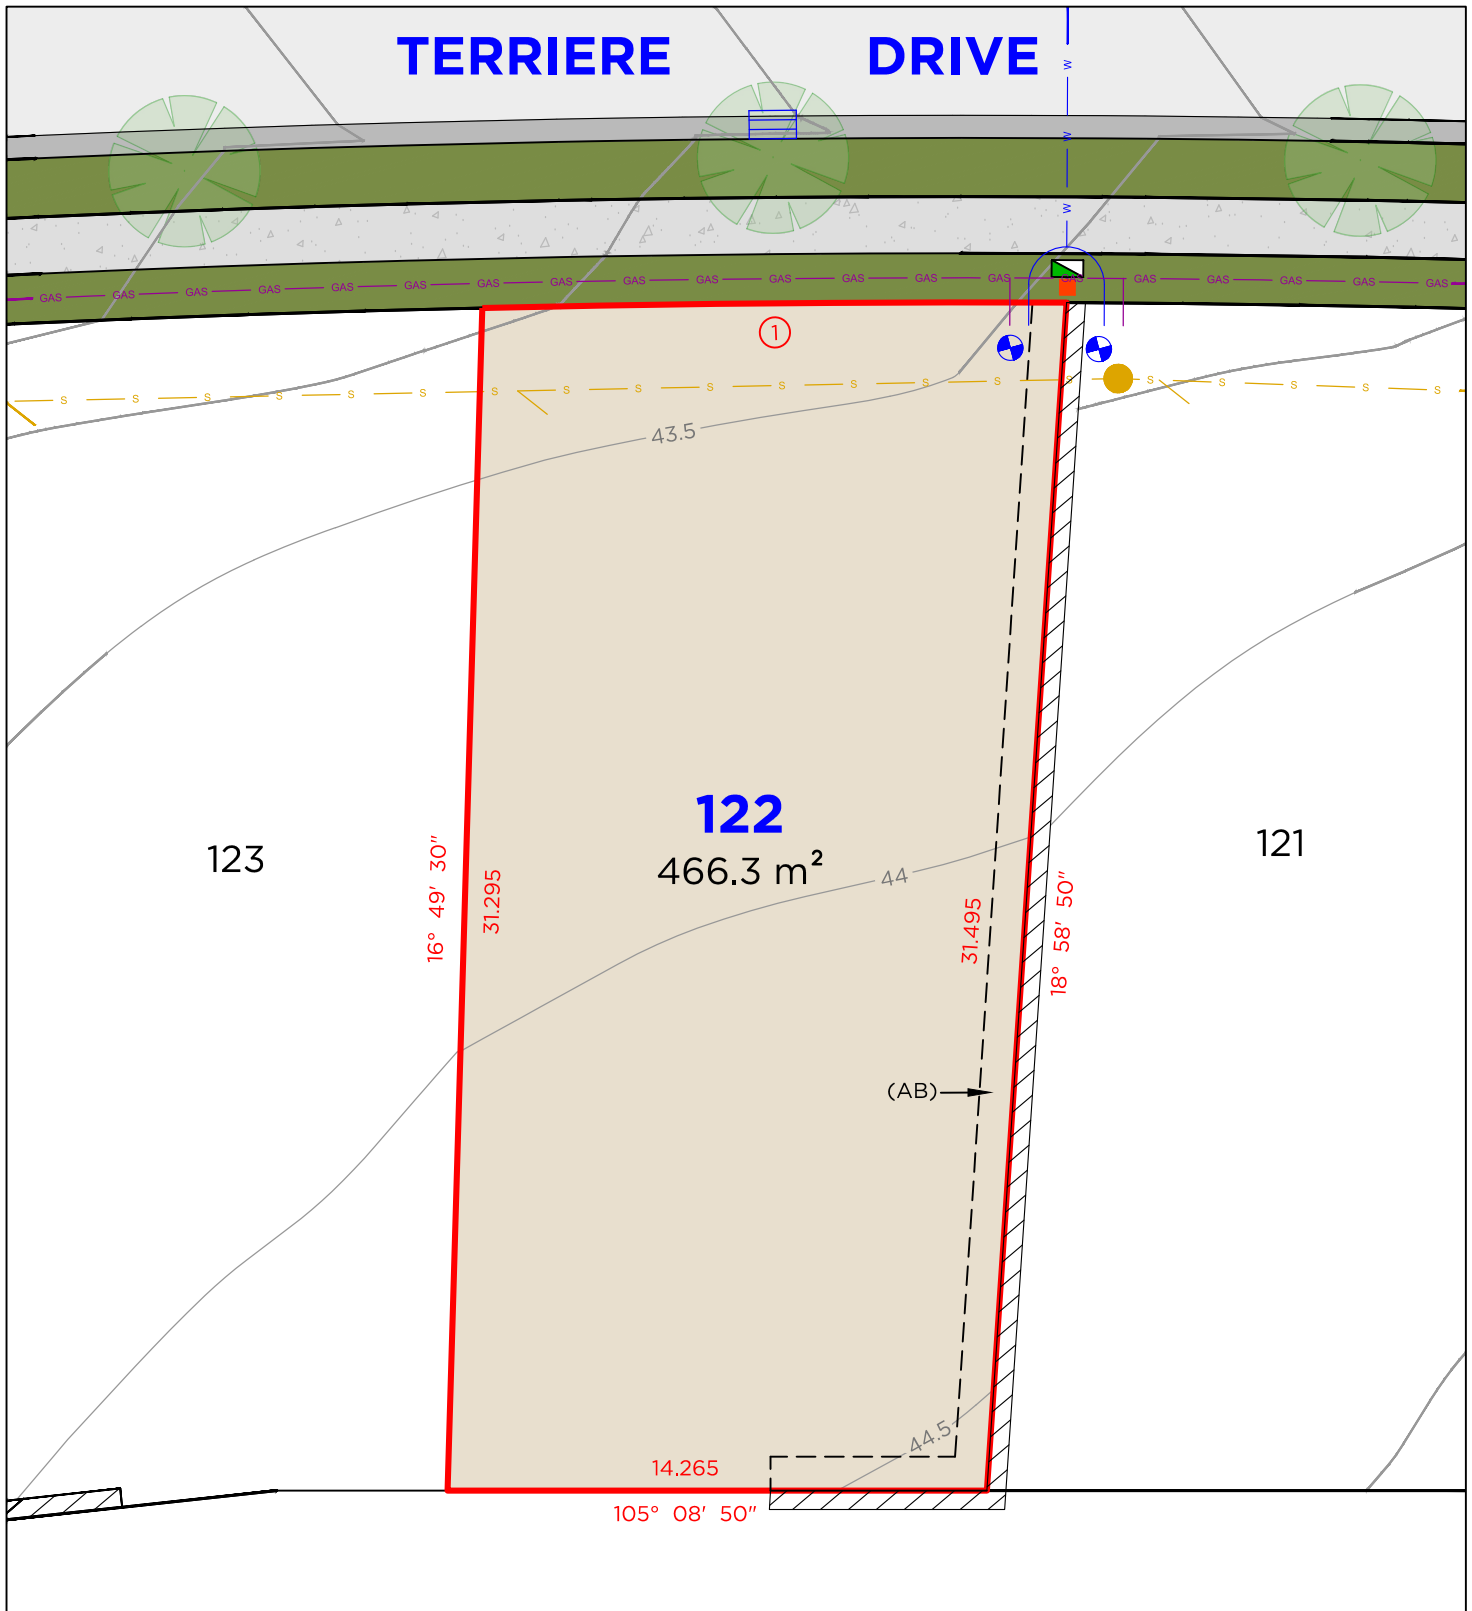 TERRIERE DRIVE
W
W
W
GAS GAS GAS GAS GAS GAS GAS GAS GAS GAS GAS GAS GAS GAS GAS GAS GAS GAS GAS GAS
1
S S S S S S S S S S S S S S S S S S S S
43.5
122
466.3 m²
123
121
44
16° 49' 30"
31.295
31.495
18° 58' 50"
(AB)
44.5
14.265
105° 08' 50"